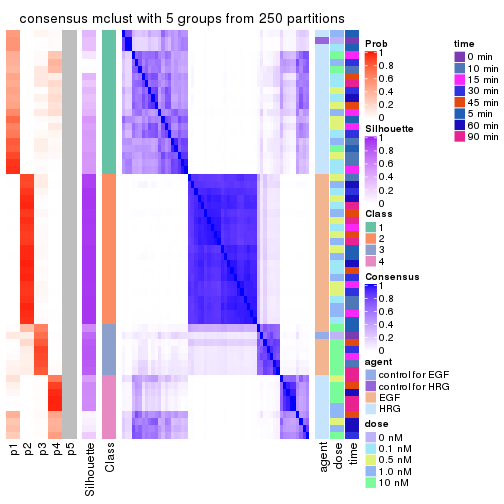 consensus mclust with 5 groups from 250 partitions
p1
p2
p3
p4
p5
Silhouette
Class
agent
dose
time
Prob
1
0.8
0.6
0.4
0.2
0
Silhouette
1
0.8
0.6
0.4
0.2
0
Class
1
2
3
4
Consensus
1
0.8
0.6
0.4
0.2
0
agent
control for EGF
control for HRG
EGF
HRG
dose
0 nM
0.1 nM
0.5 nM
1.0 nM
10 nM
time
0 min
10 min
15 min
30 min
45 min
5 min
60 min
90 min